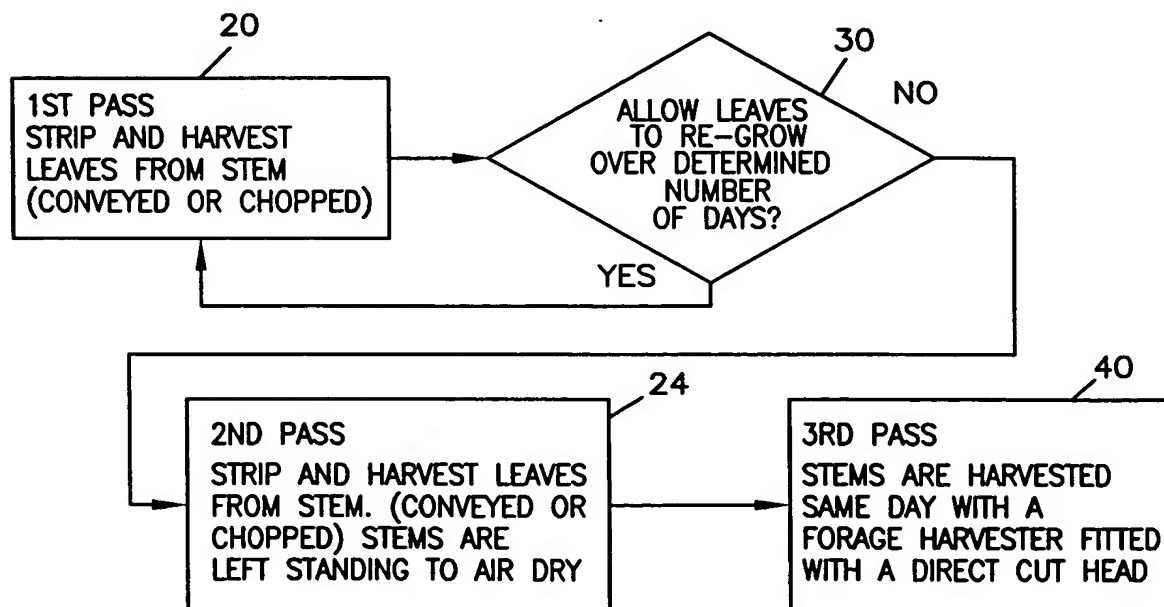 20
1ST PASS
STRIP AND HARVEST
LEAVES FROM STEM
(CONVEYED OR CHOPPED)
30
ALLOW LEAVES
TO RE-GROW
OVER DETERMINED
NUMBER
OF DAYS?
NO
YES
24
2ND PASS
STRIP AND HARVEST LEAVES
FROM STEM. (CONVEYED OR
CHOPPED) STEMS ARE
LEFT STANDING TO AIR DRY
40
3RD PASS
STEMS ARE HARVESTED
SAME DAY WITH A
FORAGE HARVESTER FITTED
WITH A DIRECT CUT HEAD